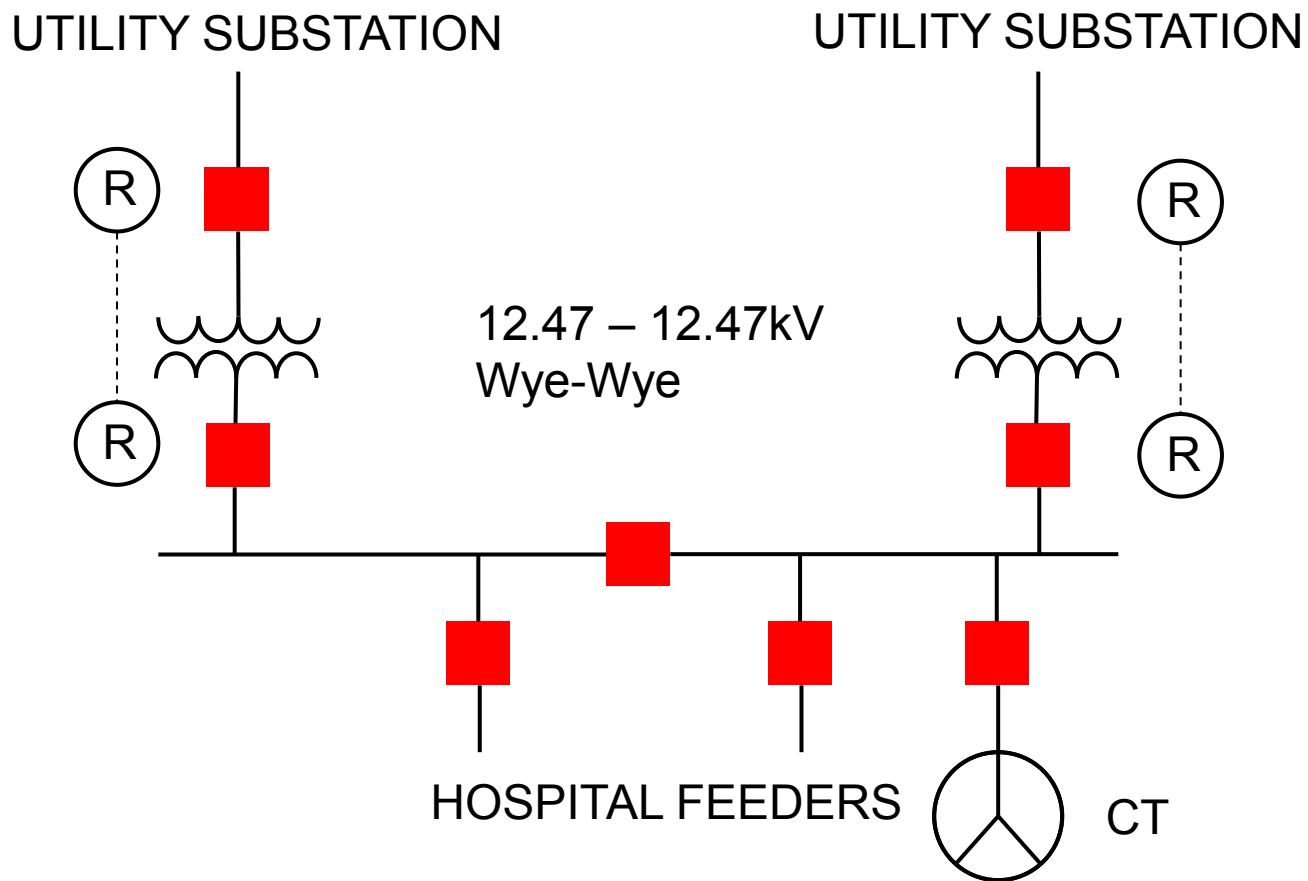 UTILITY SUBSTATION
UTILITY SUBSTATION
R
R
12.47 – 12.47kV
Wye-Wye
R
R
HOSPITAL FEEDERS
CT